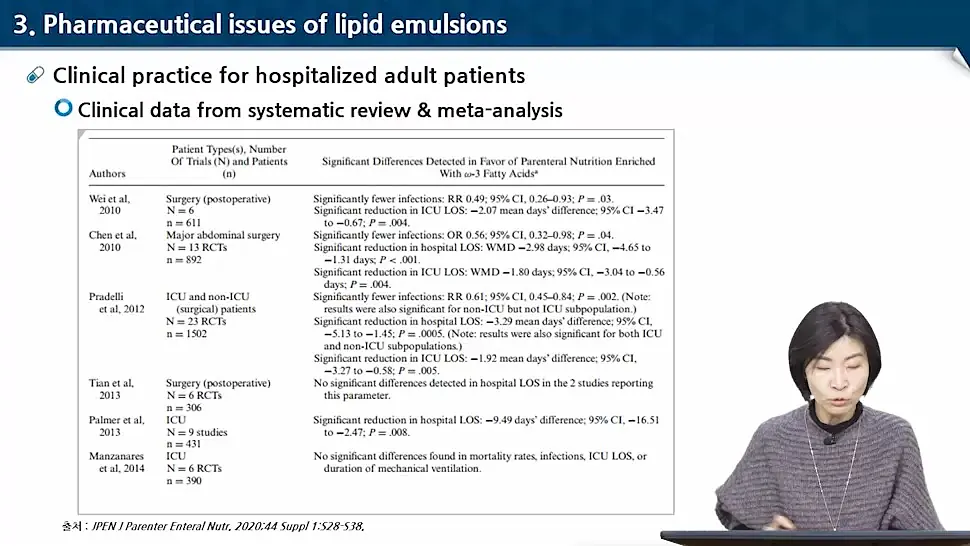 3. Pharmaceutical issues of lipid emulsions
Clinical practice for hospitalized adult patients
Clinical data from systematic review & meta-analysis
Authors
Patient Types(s), Number
Of Trials (N) and Patients
(n)
Significant Differences Detected in Favor of Parenteral Nutrition Enriched
With ω-3 Fatty Acidsᵃ
Wei et al,
2010
Surgery (postoperative)
N = 6
n = 611
Significantly fewer infections: RR 0.49; 95% CI, 0.26–0.93; P = .03.
Significant reduction in ICU LOS: −2.07 mean days' difference; 95% CI −3.47
to −0.67; P = .004.
Chen et al,
2010
Major abdominal surgery
N = 13 RCTs
n = 892
Significantly fewer infections: OR 0.56; 95% CI, 0.32–0.98; P = .04.
Significant reduction in hospital LOS: WMD −2.98 days; 95% CI, −4.65 to
−1.31 days; P < .001.
Significant reduction in ICU LOS: WMD −1.80 days; 95% CI, −3.04 to −0.56
days; P = .004.
Pradelli
et al, 2012
ICU and non-ICU
(surgical) patients
N = 23 RCTs
n = 1502
Significantly fewer infections: RR 0.61; 95% CI, 0.45–0.84; P = .002. (Note:
results were also significant for non-ICU but not ICU subpopulation.)
Significant reduction in hospital LOS: −3.29 mean days' difference; 95% CI,
−5.13 to −1.45; P = .0005. (Note: results were also significant for both ICU
and non-ICU subpopulations.)
Significant reduction in ICU LOS: −1.92 mean days' difference; 95% CI,
−3.27 to −0.58; P = .005.
Tian et al,
2013
Surgery (postoperative)
N = 6 RCTs
n = 306
No significant differences detected in hospital LOS in the 2 studies reporting
this parameter.
Palmer et al,
2013
ICU
N = 9 studies
n = 431
Significant reduction in hospital LOS: −9.49 days' difference; 95% CI, −16.51
to −2.47; P = .008.
Manzanares
et al, 2014
ICU
N = 6 RCTs
n = 390
No significant differences found in mortality rates, infections, ICU LOS, or
duration of mechanical ventilation.
출처 : JPEN J Parenter Enteral Nutr. 2020;44 Suppl 1:S28-S38.